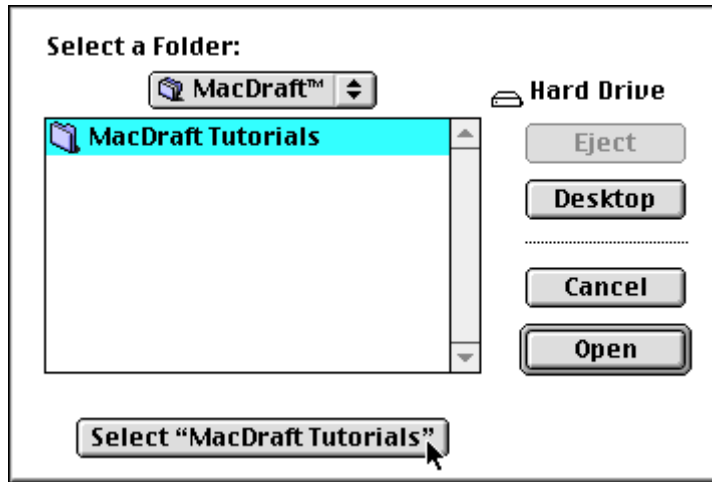 Select a Folder:
MacDraft™
Hard Drive
MacDraft Tutorials
Eject
Desktop
Cancel
Open
Select “MacDraft Tutorials”